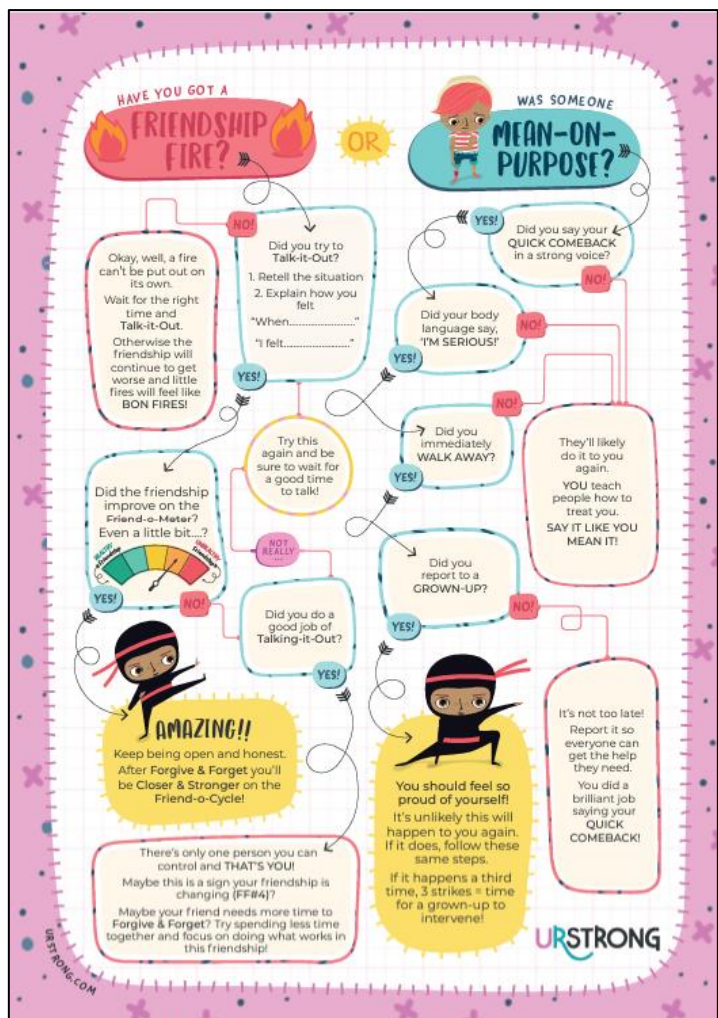 HAVE YOU GOT A
FRIENDSHIP
FIRE?
OR
WAS SOMEONE
MEAN-ON-
PURPOSE?
NO!
Did you try to
Talk-it-Out?
1. Retell the situation
2. Explain how you
felt
"When..........................."
"I felt..........................."
YES!
Okay, well, a fire
can't be put out on
its own.
Wait for the right
time and
Talk-it-Out.
Otherwise the
friendship will
continue to get
worse and little
fires will feel like
BON FIRES!
Try this
again and be
sure to wait for
a good time
to talk!
Did the friendship
improve on the
Friend-o-Meter?
Even a little bit....?
HEALTHY
Friendship
UNHEALTHY
Friendship
YES!
NO!
NOT
REALLY
...
Did you do a
good job of
Talking-it-Out?
YES!
AMAZING!!
Keep being open and honest.
After Forgive & Forget you'll
be Closer & Stronger on the
Friend-o-Cycle!
There's only one person you can
control and THAT'S YOU!
Maybe this is a sign your friendship is
changing (FF#4)?
Maybe your friend needs more time to
Forgive & Forget? Try spending less time
together and focus on doing what works in
this friendship!
YES!
Did you say your
QUICK COMEBACK
in a strong voice?
NO!
Did your body
language say,
'I'M SERIOUS!'
NO!
YES!
NO!
Did you
immediately
WALK AWAY?
YES!
They'll likely
do it to you
again.
YOU teach
people how to
treat you.
SAY IT LIKE YOU
MEAN IT!
Did you
report to a
GROWN-UP?
NO!
YES!
You should feel so
proud of yourself!
It's unlikely this will
happen to you again.
If it does, follow these
same steps.
If it happens a third
time, 3 strikes = time
for a grown-up to
intervene!
It's not too late!
Report it so
everyone can
get the help
they need.
You did a
brilliant job
saying your
QUICK
COMEBACK!
URSTRONG
URSTRONG.COM